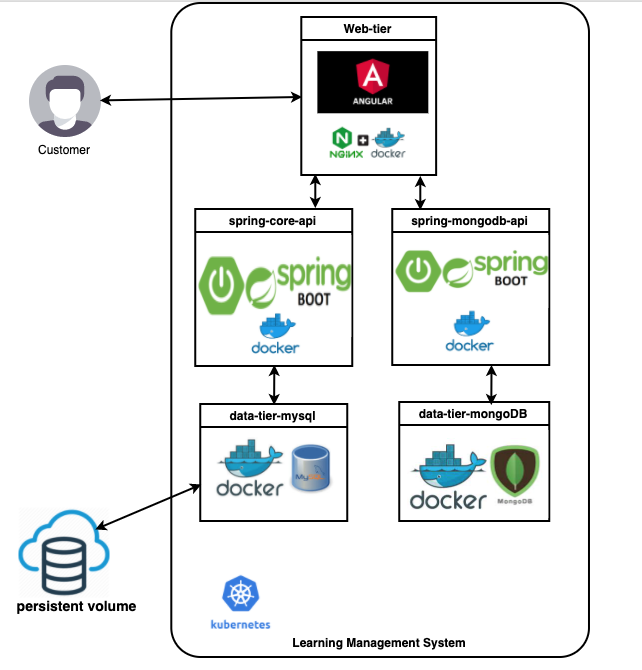 Web-tier
A
ANGULAR
Customer
N
NGINX
docker
spring-core-api
spring-mongodb-api
spring
BOOT
docker
spring
BOOT
docker
data-tier-mysql
data-tier-mongoDB
docker
MySQL
docker
MongoDB
persistent volume
kubernetes
Learning Management System